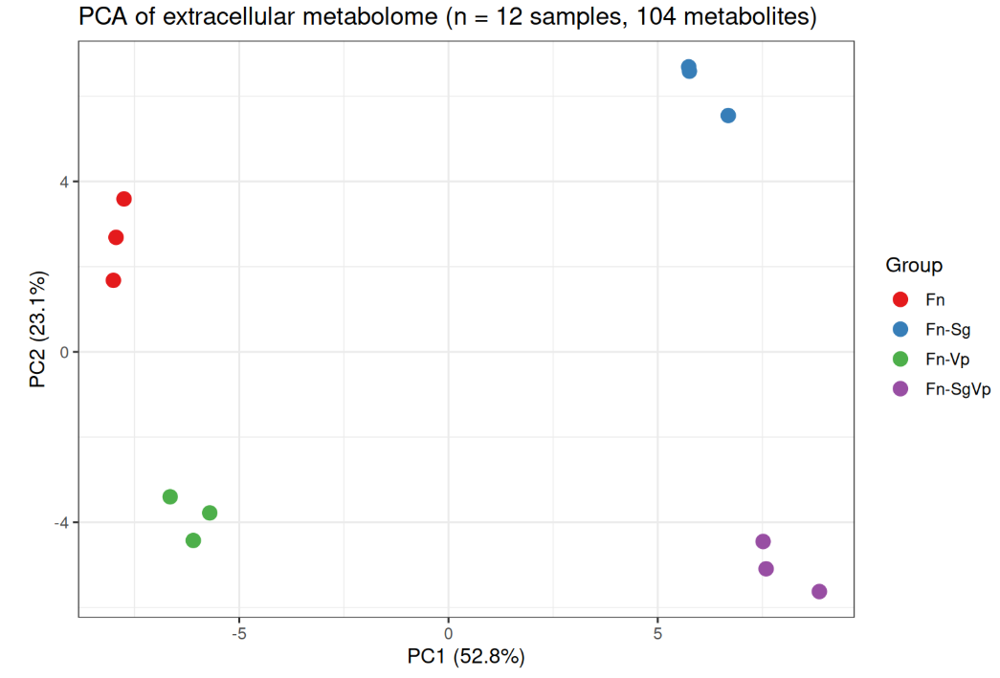 PCA of extracellular metabolome (n = 12 samples, 104 metabolites)
4
0
-4
PC2 (23.1%)
-5
0
5
PC1 (52.8%)
Group
Fn
Fn-Sg
Fn-Vp
Fn-SgVp